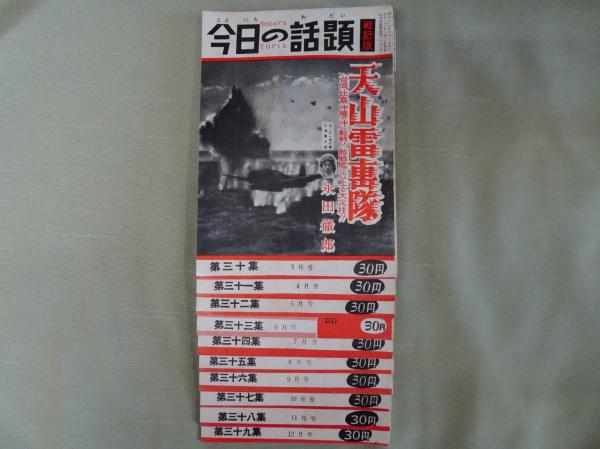 こんにち わだい
TODAY'S
今日の話題
TOPIX
戦記版
天山雷撃隊
永田徹郎
第三十集 3月号 30円
第三十一集 4月号 30円
第三十二集 5月号 30円
第三十三集 6月号 30円
第三十四集 7月号 30円
第三十五集 8月号 30円
第三十六集 9月号 30円
第三十七集 10月号 30円
第三十八集 11月号 30円
第三十九集 12月号 30円